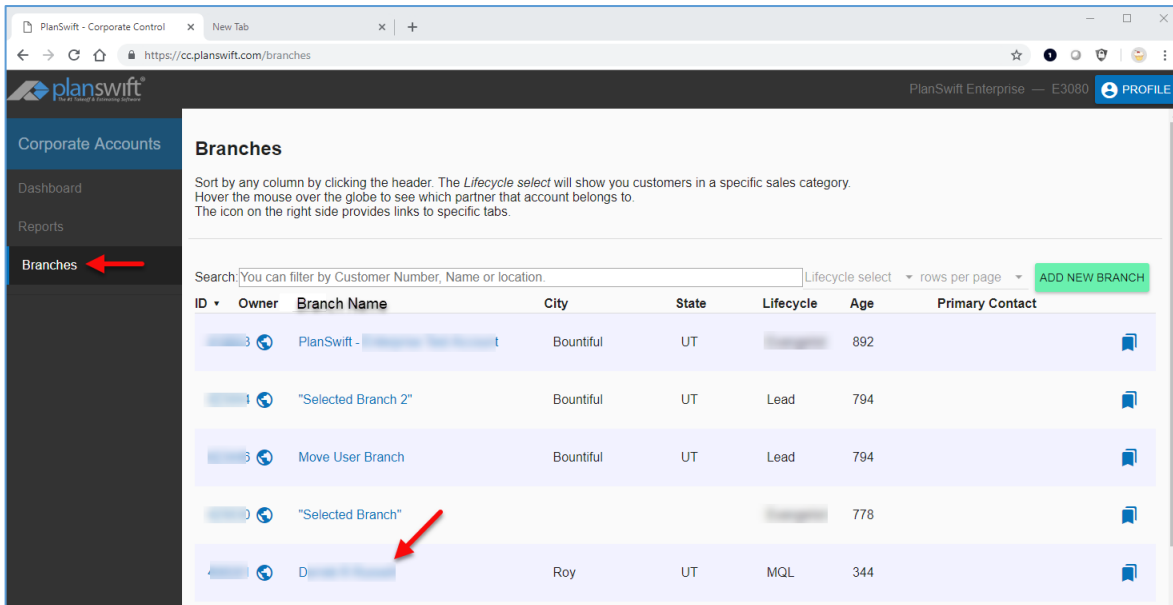 PlanSwift - Corporate Control
New Tab
https://cc.planswift.com/branches
planswift®
The #1 Takeoff & Estimating Software
PlanSwift Enterprise — E3080
PROFILE
Corporate Accounts
Dashboard
Reports
Branches
Branches
Sort by any column by clicking the header. The Lifecycle select will show you customers in a specific sales category.
Hover the mouse over the globe to see which partner that account belongs to.
The icon on the right side provides links to specific tabs.
Search: You can filter by Customer Number, Name or location. Lifecycle select rows per page ADD NEW BRANCH
ID Owner Branch Name City State Lifecycle Age Primary Contact
PlanSwift - Bountiful UT 892
"Selected Branch 2" Bountiful UT Lead 794
Move User Branch Bountiful UT Lead 794
"Selected Branch" 778
Roy UT MQL 344